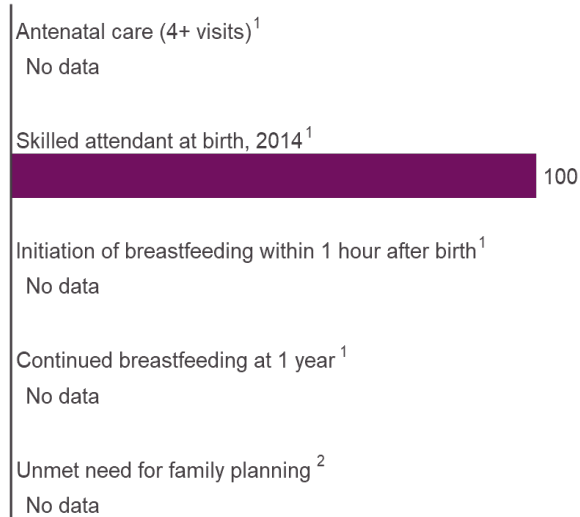 Antenatal care (4+ visits)1
No data
Skilled attendant at birth, 20141
100
Initiation of breastfeeding within 1 hour after birth1
No data
Continued breastfeeding at 1 year 1
No data
Unmet need for family planning 2
No data